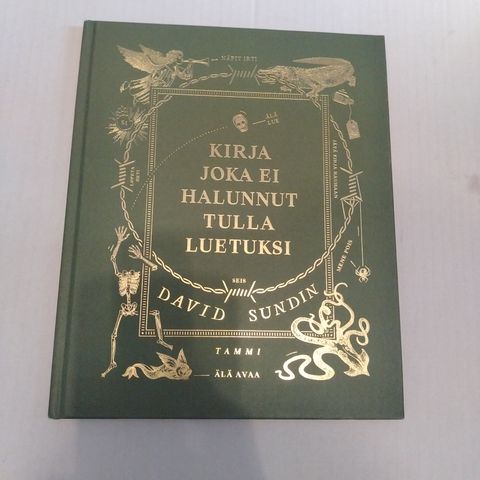 NÄPIT IRTI
ÄLÄ
LUE
KIRJA
JOKA EI
HALUNNUT
TULLA
LUETUKSI
MENE POIS
SEIS
DAVID SUNDIN
TAMMI
ÄLÄ AVAA